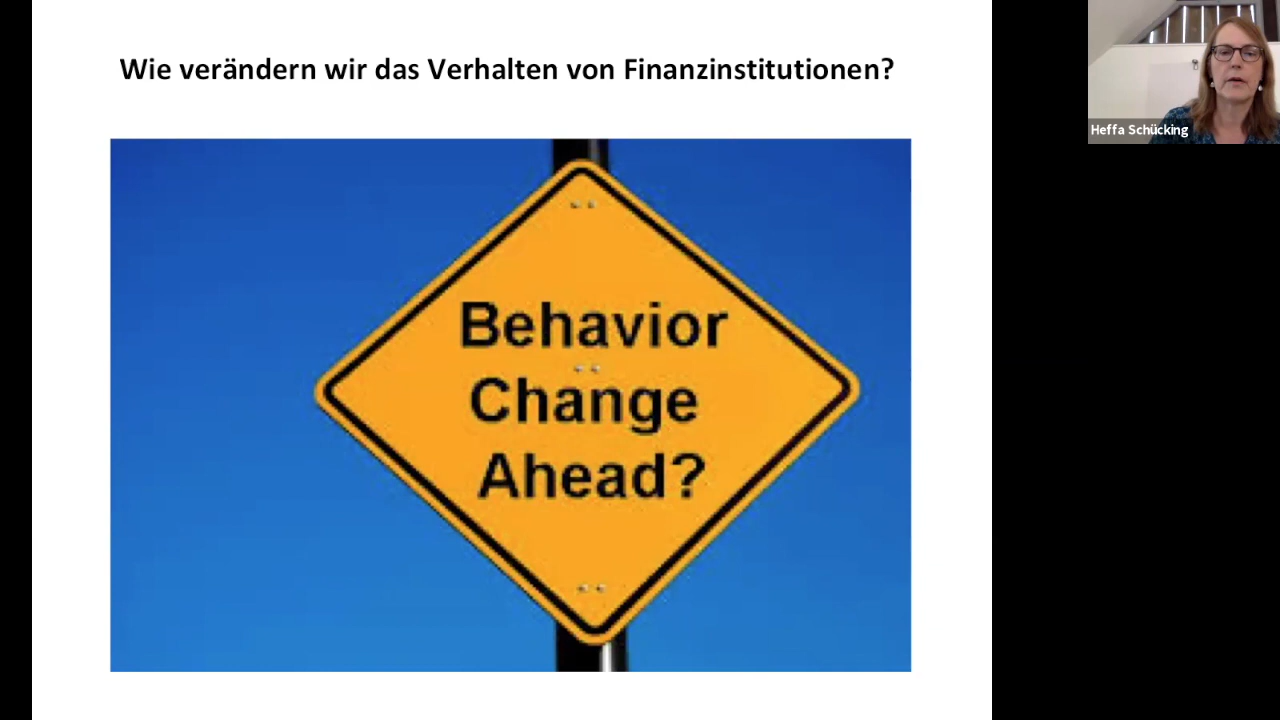 Wie verändern wir das Verhalten von Finanzinstitutionen?
Heffa Schücking
Behavior
Change
Ahead?